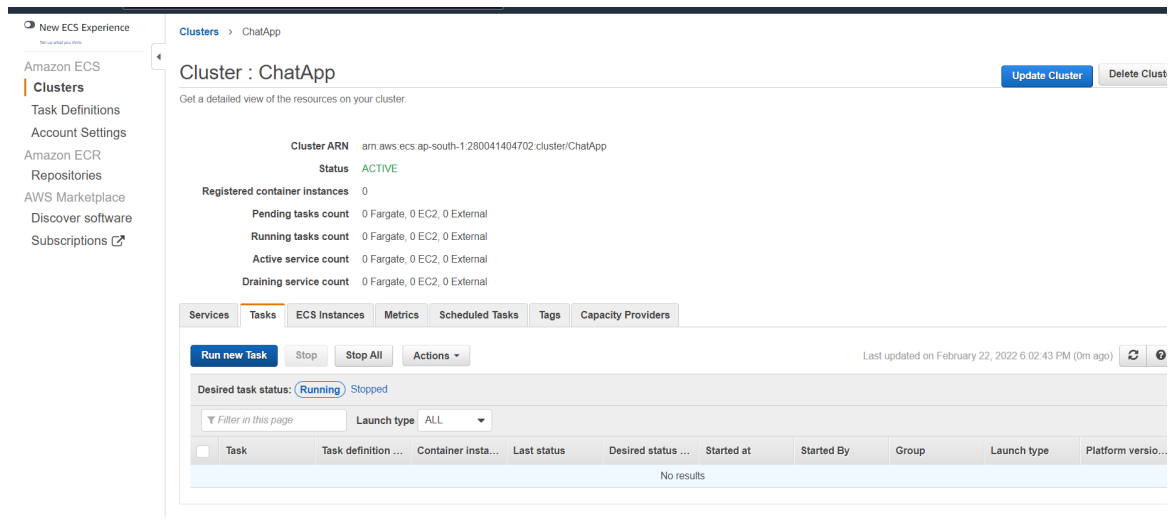 New ECS Experience
Tell us what you think
Clusters > ChatApp
Amazon ECS
Clusters
Task Definitions
Account Settings
Amazon ECR
Repositories
AWS Marketplace
Discover software
Subscriptions
Cluster : ChatApp
Update Cluster
Delete Clust
Get a detailed view of the resources on your cluster.
Cluster ARN arn:aws:ecs:ap-south-1:280041404702:cluster/ChatApp
Status ACTIVE
Registered container instances 0
Pending tasks count 0 Fargate, 0 EC2, 0 External
Running tasks count 0 Fargate, 0 EC2, 0 External
Active service count 0 Fargate, 0 EC2, 0 External
Draining service count 0 Fargate, 0 EC2, 0 External
Services Tasks ECS Instances Metrics Scheduled Tasks Tags Capacity Providers
Run new Task Stop Stop All Actions Last updated on February 22, 2022 6:02:43 PM (0m ago)
Desired task status: Running Stopped
Filter in this page Launch type ALL
Task Task definition ... Container insta... Last status Desired status ... Started at Started By Group Launch type Platform versio...
No results